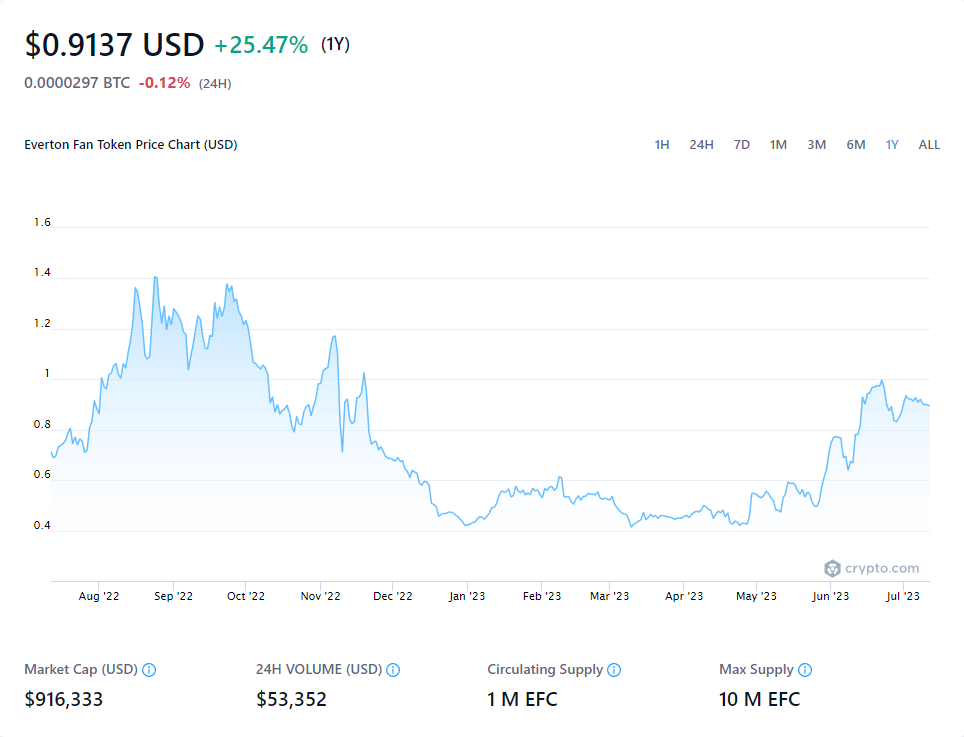 $0.9137 USD +25.47% (1Y)
0.0000297 BTC -0.12% (24H)
Everton Fan Token Price Chart (USD) 1H 24H 7D 1M 3M 6M 1Y ALL
1.6
1.4
1.2
1
0.8
0.6
0.4
crypto.com
Aug '22 Sep '22 Oct '22 Nov '22 Dec '22 Jan '23 Feb '23 Mar '23 Apr '23 May '23 Jun '23 Jul '23
Market Cap (USD) 24H VOLUME (USD) Circulating Supply Max Supply
$916,333 $53,352 1 M EFC 10 M EFC